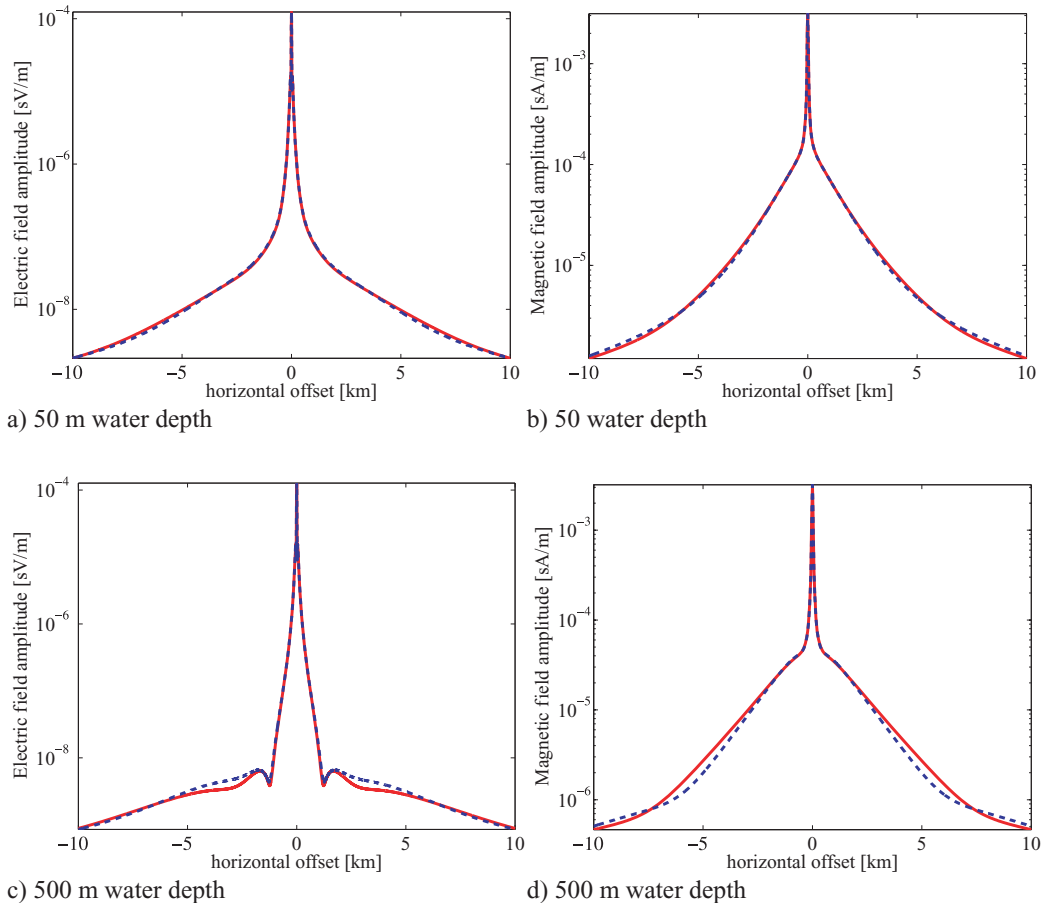 10⁻⁴
10⁻⁶
10⁻⁸
Electric field amplitude [sV/m]
−10 −5 0 5 10
horizontal offset [km]
a) 50 m water depth
10⁻³
10⁻⁴
10⁻⁵
Magnetic field amplitude [sA/m]
−10 −5 0 5 10
horizontal offset [km]
b) 50 water depth
10⁻⁴
10⁻⁶
10⁻⁸
Electric field amplitude [sV/m]
−10 −5 0 5 10
horizontal offset [km]
c) 500 m water depth
10⁻³
10⁻⁴
10⁻⁵
10⁻⁶
Magnetic field amplitude [sA/m]
−10 −5 0 5 10
horizontal offset [km]
d) 500 m water depth